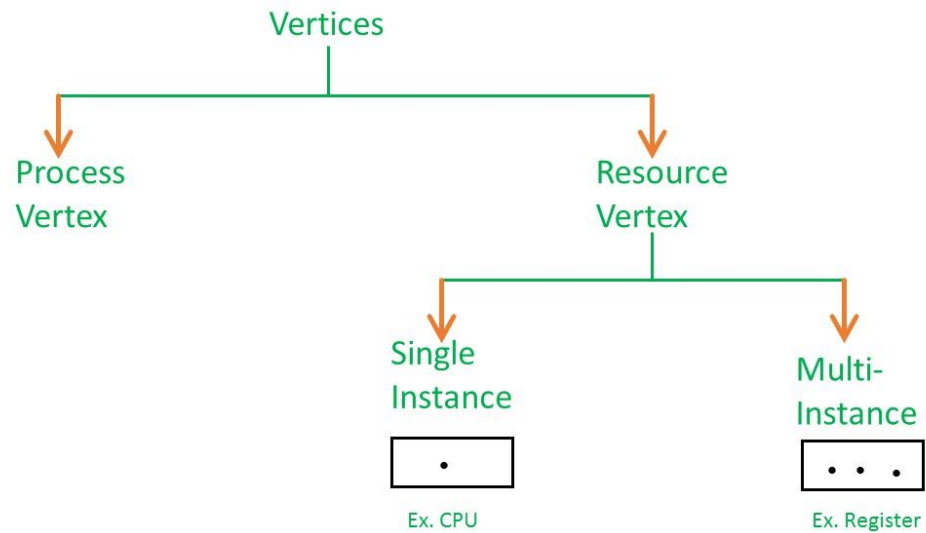 Vertices
Process
Vertex
Resource
Vertex
Single
Instance
Multi-
Instance
Ex. CPU
Ex. Register